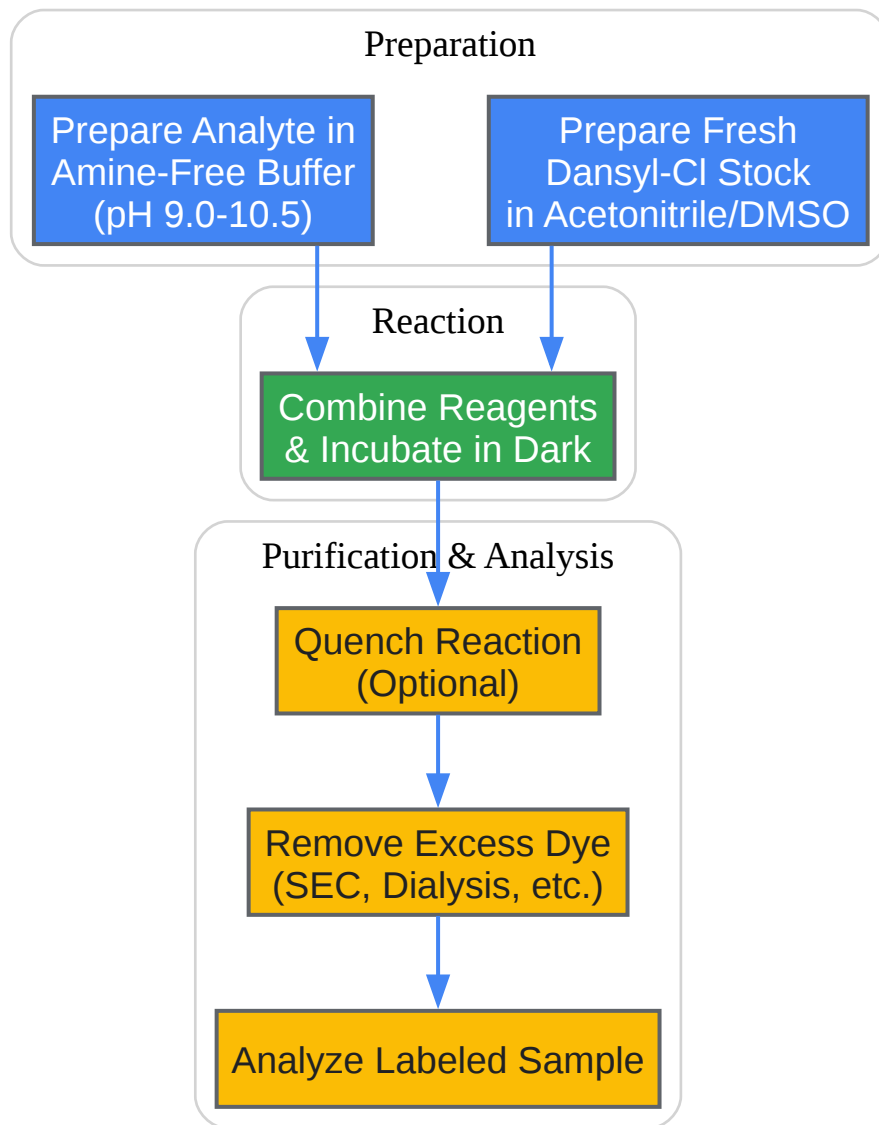 Preparation
Prepare Analyte in
Amine-Free Buffer
(pH 9.0-10.5)
Prepare Fresh
Dansyl-Cl Stock
in Acetonitrile/DMSO
Reaction
Combine Reagents
& Incubate in Dark
Purification & Analysis
Quench Reaction
(Optional)
Remove Excess Dye
(SEC, Dialysis, etc.)
Analyze Labeled Sample